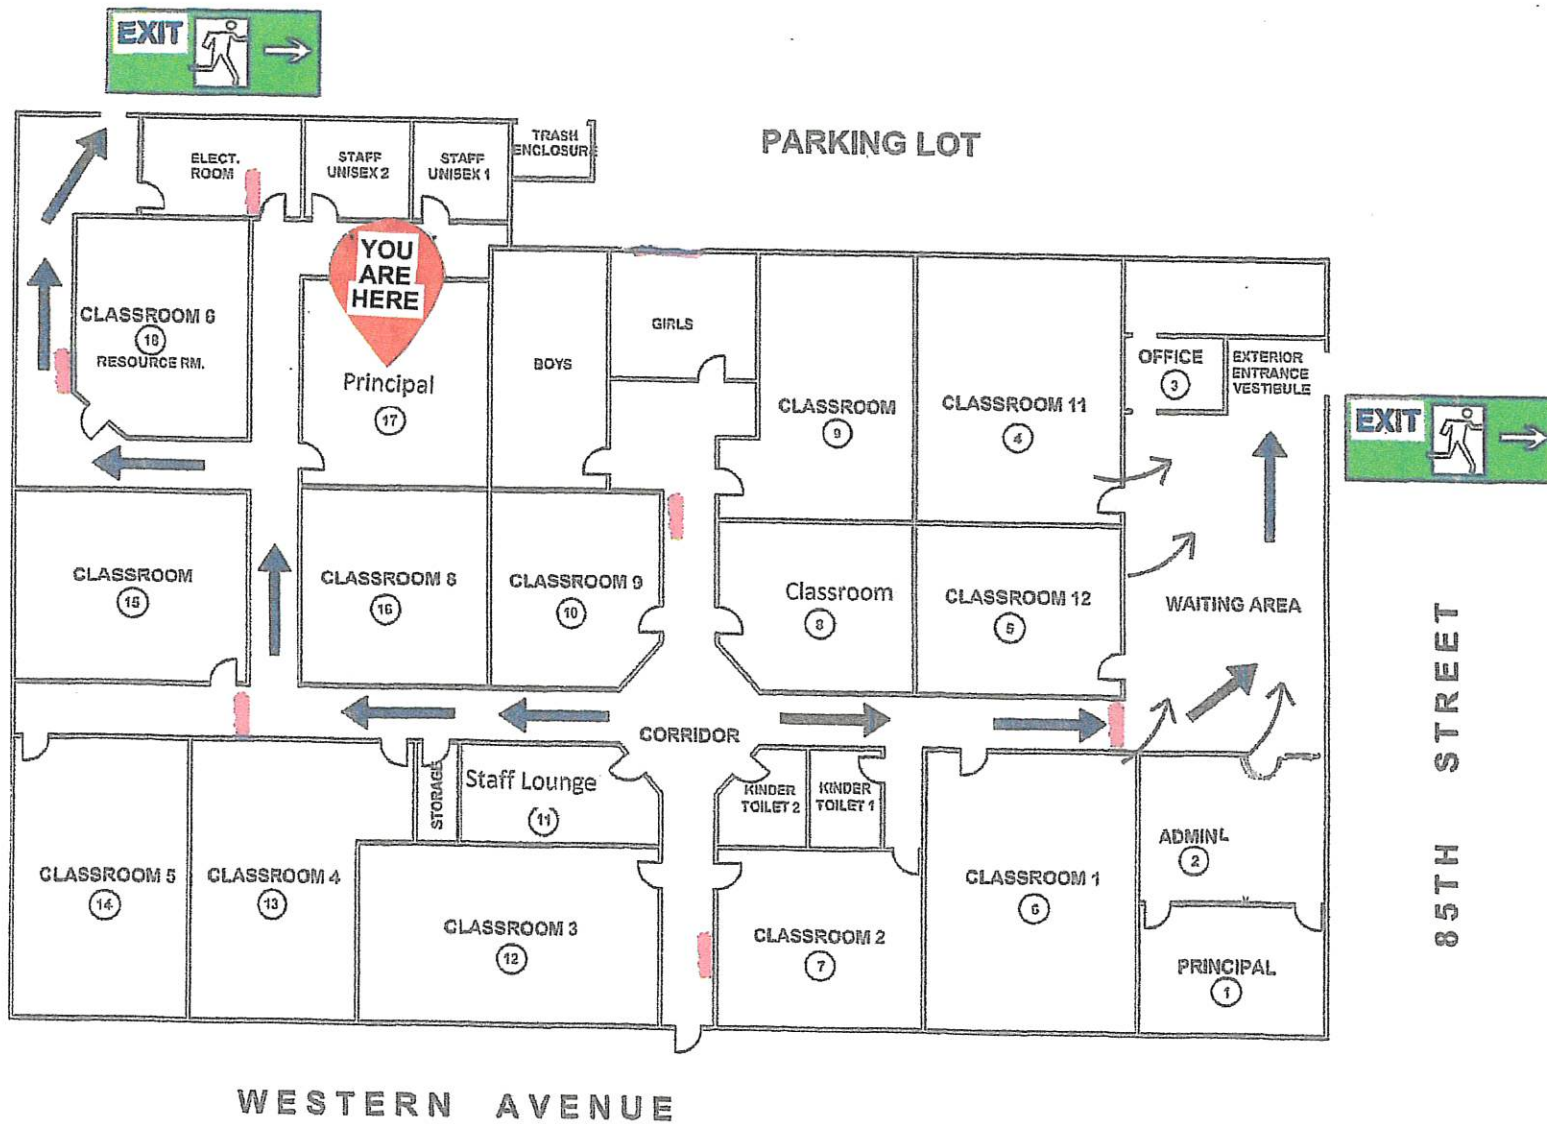 EXIT
PARKING LOT
TRASH
ENCLOSURE
ELECT.
ROOM
STAFF
UNISEX 2
STAFF
UNISEX 1
YOU
ARE
HERE
CLASSROOM 6
18
RESOURCE RM.
Principal
17
BOYS
GIRLS
CLASSROOM
9
CLASSROOM 11
4
OFFICE
3
EXTERIOR
ENTRANCE
VESTIBULE
EXIT
CLASSROOM
15
CLASSROOM 8
16
CLASSROOM 9
10
Classroom
8
CLASSROOM 12
5
WAITING AREA
CORRIDOR
85TH STREET
CLASSROOM 5
14
CLASSROOM 4
13
STORAGE
Staff Lounge
11
KINDER
TOILET 2
KINDER
TOILET 1
CLASSROOM 3
12
CLASSROOM 2
7
CLASSROOM 1
6
ADMIN
2
PRINCIPAL
1
WESTERN AVENUE